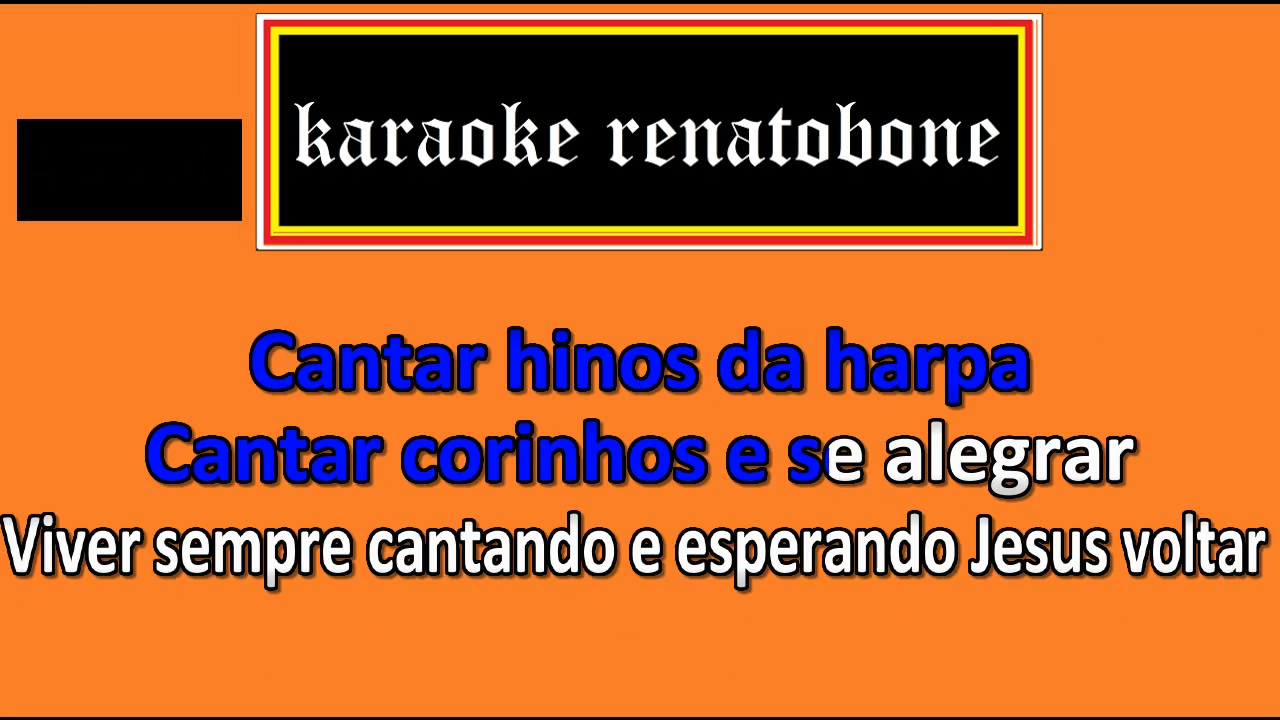 karaoke renatobone
Cantar hinos da harpa
Cantar corinhos e se alegrar
Viver sempre cantando e esperando Jesus voltar